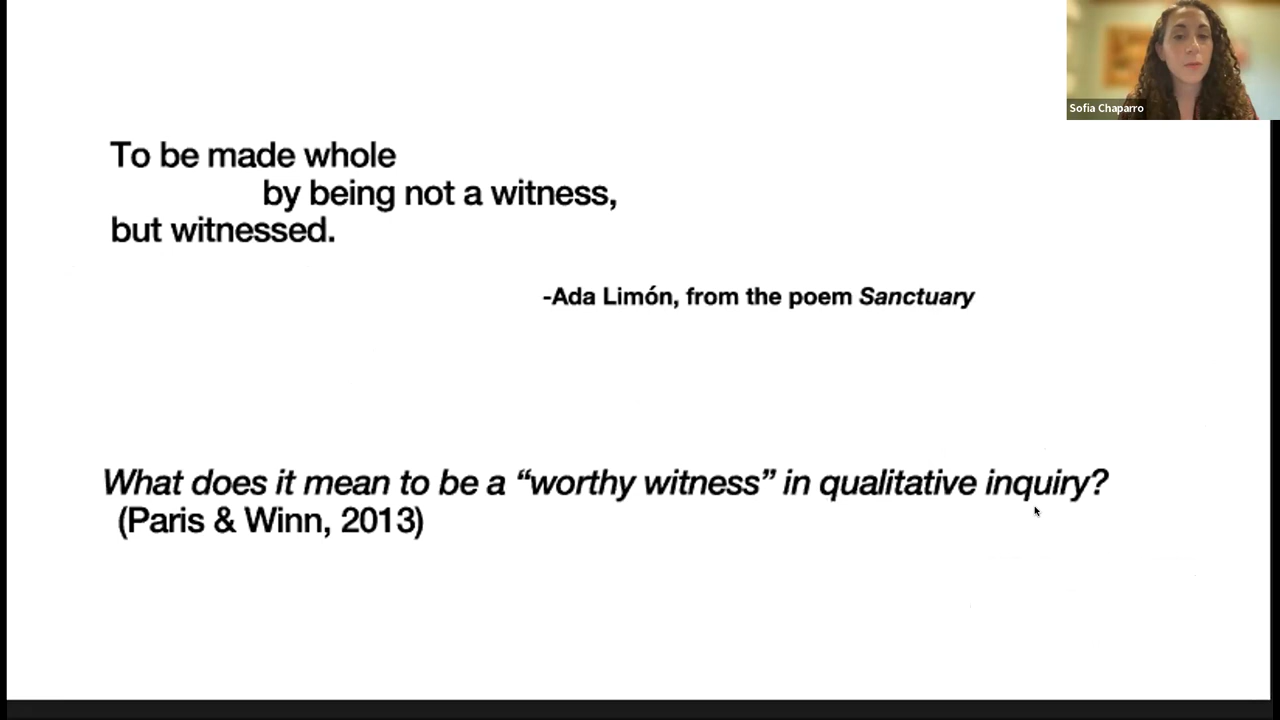 Sofia Chaparro
To be made whole
by being not a witness,
but witnessed.
-Ada Limón, from the poem Sanctuary
What does it mean to be a “worthy witness” in qualitative inquiry?
(Paris & Winn, 2013)